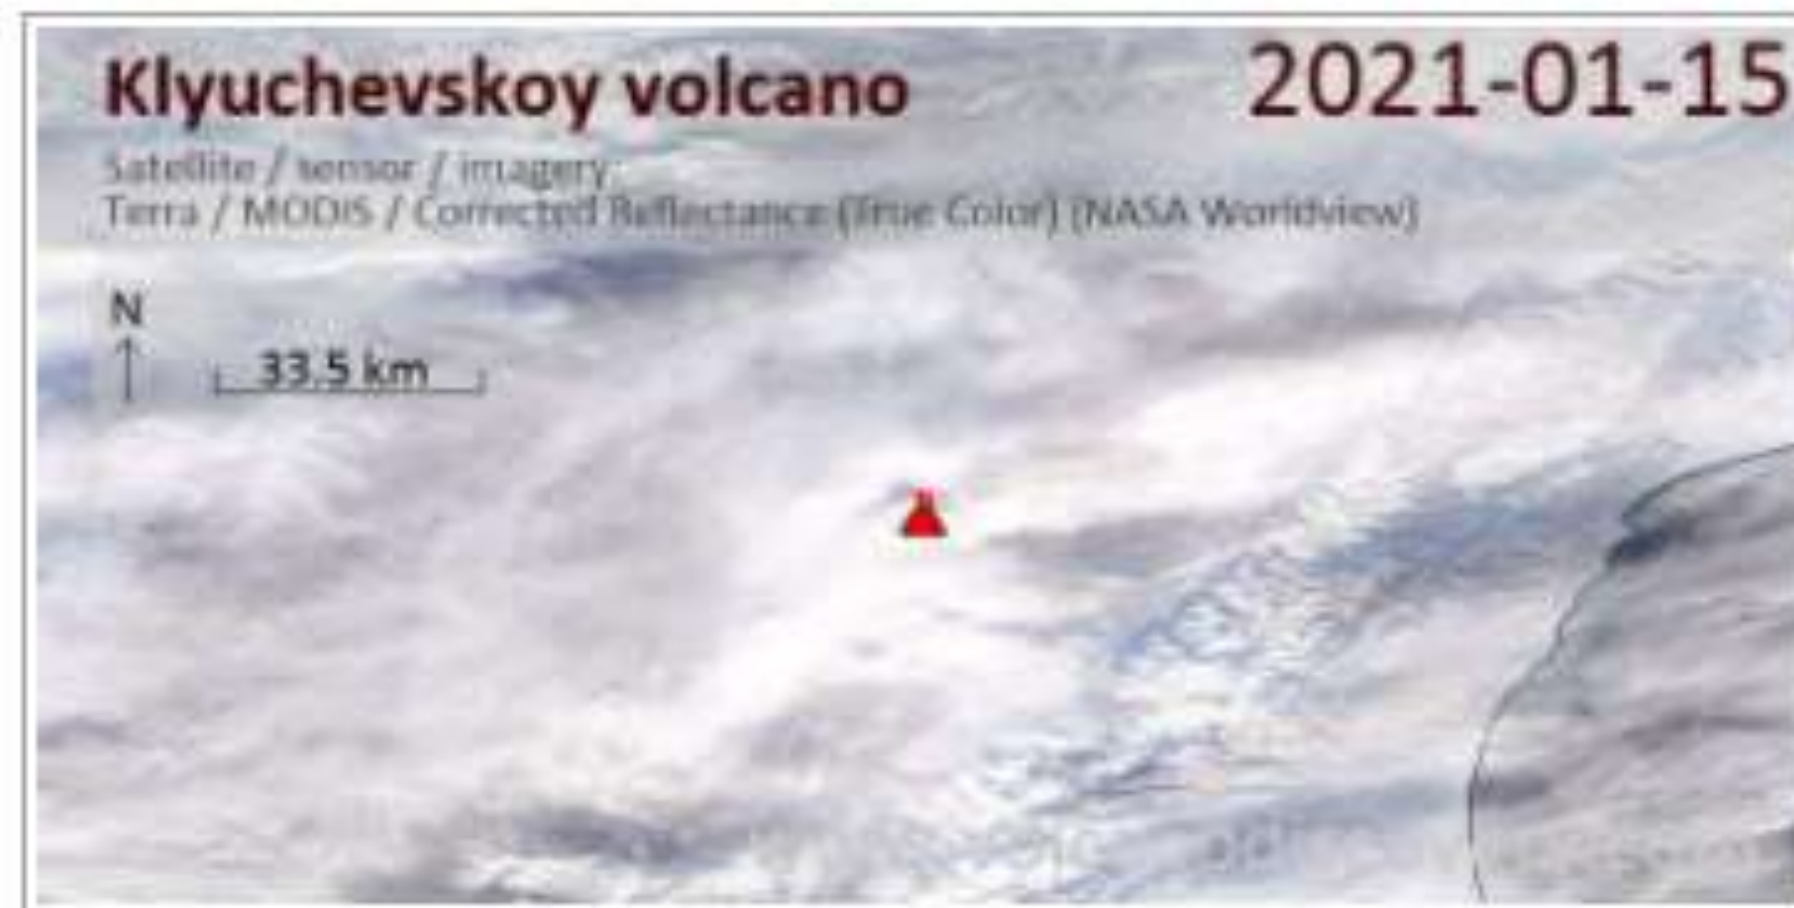 Klyuchevskoy volcano
2021-01-15
Satellite / sensor / imagery:
Terra / MODIS / Corrected Reflectance (True Color) (NASA Worldview)
N
33.5 km